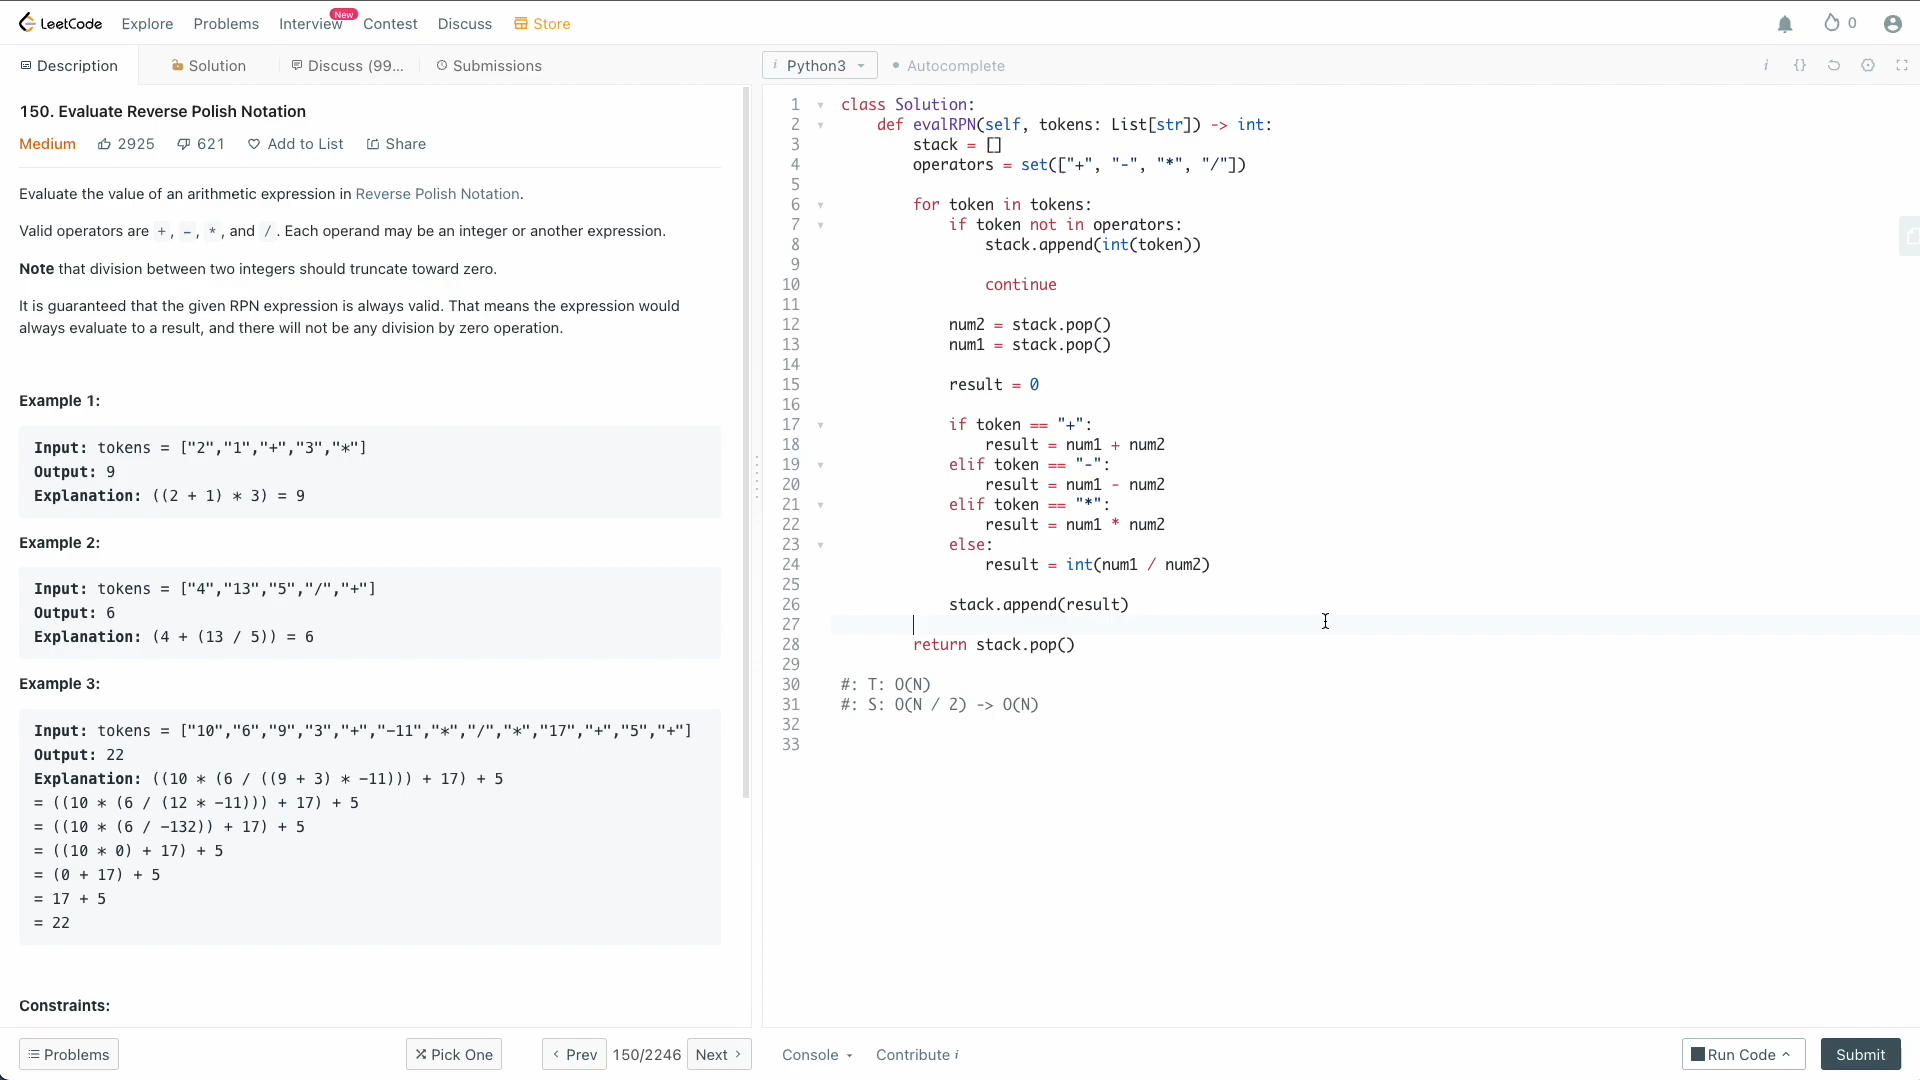 LeetCode Explore Problems Interview New Contest Discuss Store 0
Description Solution Discuss (99... Submissions
150. Evaluate Reverse Polish Notation
Medium 2925 621 Add to List Share
Evaluate the value of an arithmetic expression in Reverse Polish Notation.
Valid operators are +, -, *, and /. Each operand may be an integer or another expression.
Note that division between two integers should truncate toward zero.
It is guaranteed that the given RPN expression is always valid. That means the expression would
always evaluate to a result, and there will not be any division by zero operation.
Example 1:
Input: tokens = ["2","1","+","3","*"]
Output: 9
Explanation: ((2 + 1) * 3) = 9
Example 2:
Input: tokens = ["4","13","5","/","+"]
Output: 6
Explanation: (4 + (13 / 5)) = 6
Example 3:
Input: tokens = ["10","6","9","3","+","-11","*","/","*","17","+","5","+"]
Output: 22
Explanation: ((10 * (6 / ((9 + 3) * -11))) + 17) + 5
= ((10 * (6 / (12 * -11))) + 17) + 5
= ((10 * (6 / -132)) + 17) + 5
= ((10 * 0) + 17) + 5
= (0 + 17) + 5
= 17 + 5
= 22
Constraints:
Problems Pick One < Prev 150/2246 Next >
i Python3 Autocomplete i {}
1 class Solution:
2 def evalRPN(self, tokens: List[str]) -> int:
3 stack = []
4 operators = set(["+", "-", "*", "/"])
5
6 for token in tokens:
7 if token not in operators:
8 stack.append(int(token))
9
10 continue
11
12 num2 = stack.pop()
13 num1 = stack.pop()
14
15 result = 0
16
17 if token == "+":
18 result = num1 + num2
19 elif token == "-":
20 result = num1 - num2
21 elif token == "*":
22 result = num1 * num2
23 else:
24 result = int(num1 / num2)
25
26 stack.append(result)
27
28 return stack.pop()
29
30 #: T: O(N)
31 #: S: O(N / 2) -> O(N)
32
33
Console Contribute i Run Code Submit